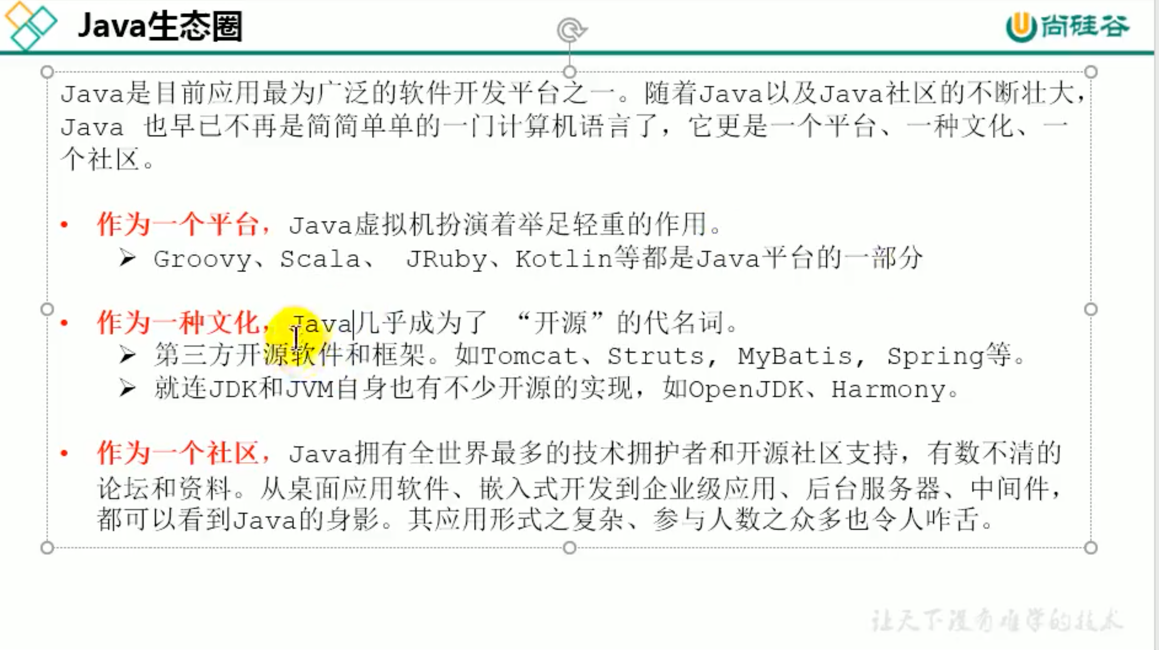 Java生态圈
尚硅谷
Java是目前应用最为广泛的软件开发平台之一。随着Java以及Java社区的不断壮大，
Java 也早已不再是简简单单的一门计算机语言了，它更是一个平台、一种文化、一
个社区。
• 作为一个平台，Java虚拟机扮演着举足轻重的作用。
➢ Groovy、Scala、 JRuby、Kotlin等都是Java平台的一部分
• 作为一种文化，Java几乎成为了 “开源”的代名词。
➢ 第三方开源软件和框架。如Tomcat、Struts, MyBatis, Spring等。
➢ 就连JDK和JVM自身也有不少开源的实现，如OpenJDK、Harmony。
• 作为一个社区，Java拥有全世界最多的技术拥护者和开源社区支持，有数不清的
论坛和资料。从桌面应用软件、嵌入式开发到企业级应用、后台服务器、中间件，
都可以看到Java的身影。其应用形式之复杂、参与人数之众多也令人咋舌。
让天下没有难学的技术